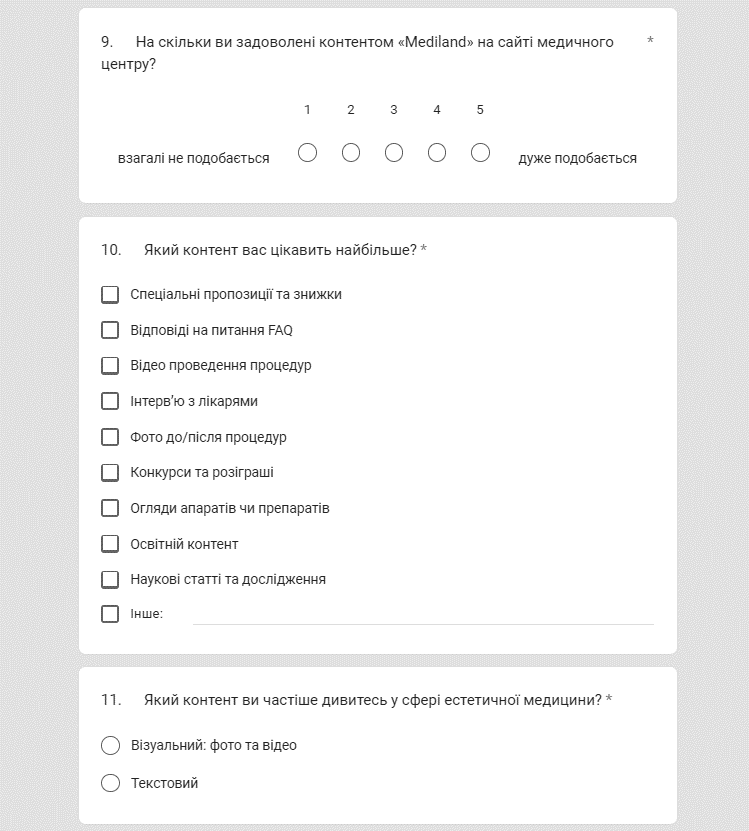 9. На скільки ви задоволені контентом «Mediland» на сайті медичного *
центру?
1 2 3 4 5
взагалі не подобається дуже подобається
10. Який контент вас цікавить найбільше? *
Спеціальні пропозиції та знижки
Відповіді на питання FAQ
Відео проведення процедур
Інтерв’ю з лікарями
Фото до/після процедур
Конкурси та розіграші
Огляди апаратів чи препаратів
Освітній контент
Наукові статті та дослідження
Інше:
11. Який контент ви частіше дивитесь у сфері естетичної медицини? *
Візуальний: фото та відео
Текстовий